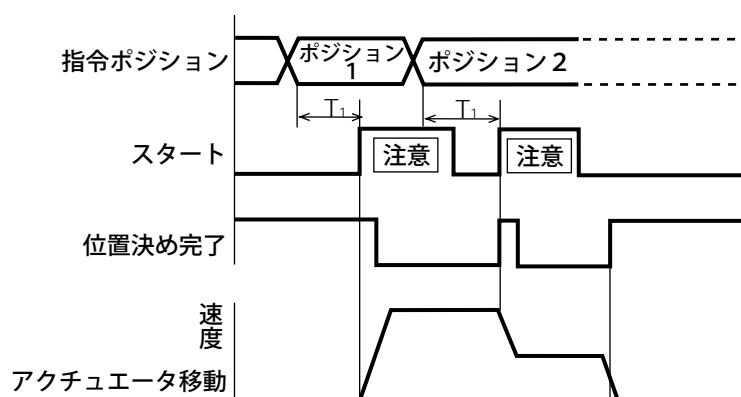 指令ポジション
ポジション
1
ポジション2
T1
T1
スタート
注意
注意
位置決め完了
速度
アクチュエータ移動